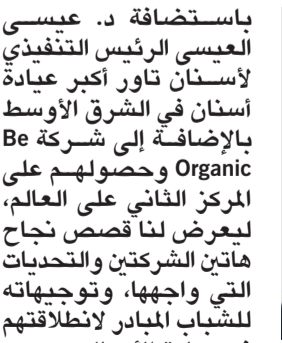 باستضافة د. عيسى
العيسى الرئيس التنفيذي
لأسنان تاور أكبر عيادة
أسنان في الشرق الأوسط
بالإضافة إلى شركة Be
Organic وحصولهم على
المركز الثاني على العالم،
ليعرض لنا قصص نجاح
هاتين الشركتين والتحديات
التي واجهها، وتوجيهاته
للشباب المبادر لانطلاقتهم